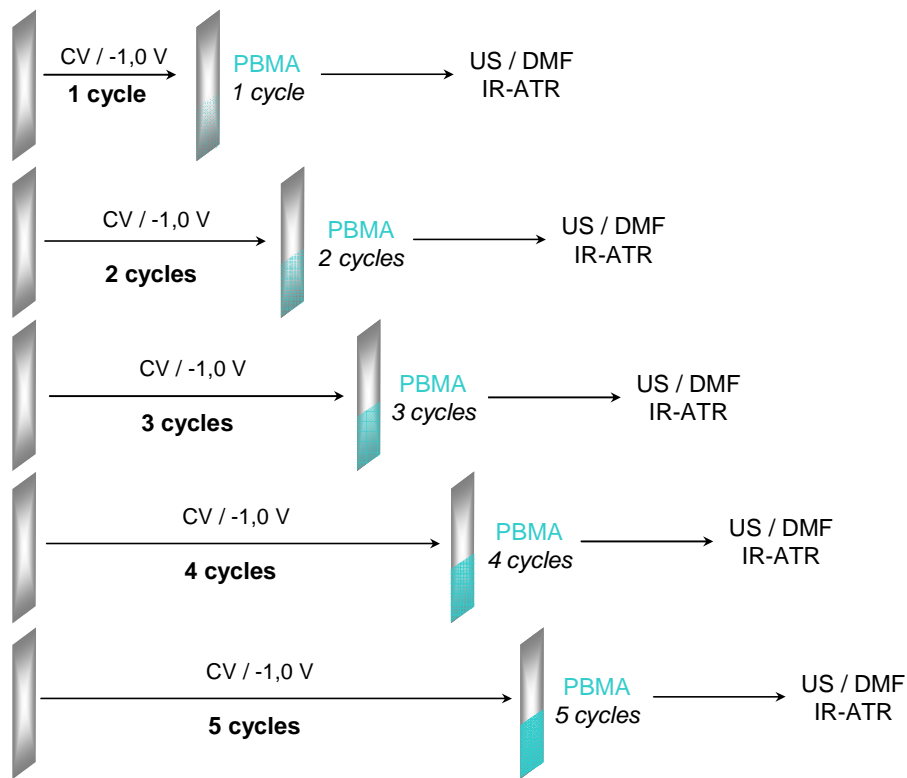 CV / -1,0 V
1 cycle
PBMA
1 cycle
US / DMF
IR-ATR
CV / -1,0 V
2 cycles
PBMA
2 cycles
US / DMF
IR-ATR
CV / -1,0 V
3 cycles
PBMA
3 cycles
US / DMF
IR-ATR
CV / -1,0 V
4 cycles
PBMA
4 cycles
US / DMF
IR-ATR
CV / -1,0 V
5 cycles
PBMA
5 cycles
US / DMF
IR-ATR